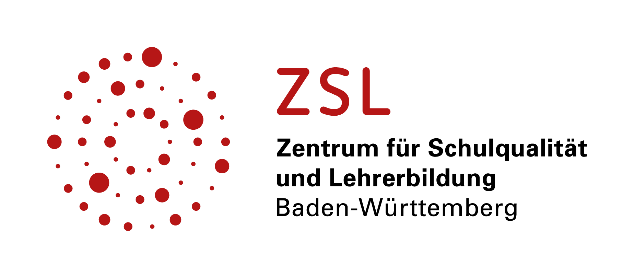 ZSL
Zentrum für Schulqualität
und Lehrerbildung
Baden-Württemberg